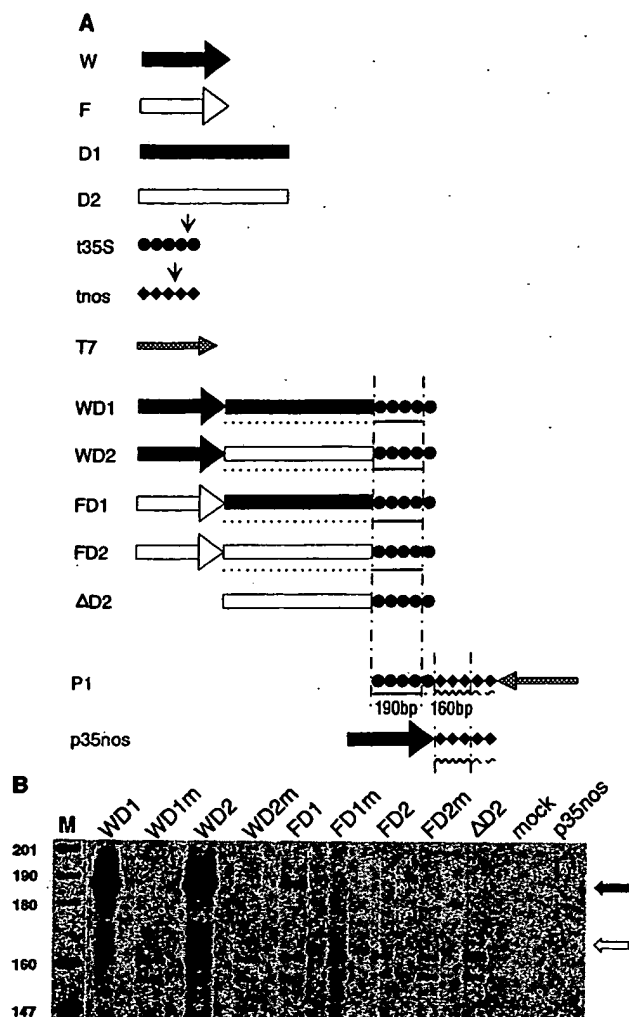 A
W
F
D1
D2
t35S
tnos
T7
WD1
WD2
FD1
FD2
ΔD2
P1
190bp 160bp
p35nos
B
M WD1 WD1m WD2 WD2m FD1 FD1m FD2 FD2m ΔD2 mock p35nos
201
190
180
160
147